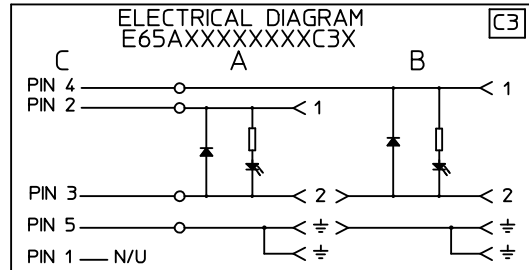 ELECTRICAL DIAGRAM
C3
E65AXXXXXXXXC3X
C A B
PIN 4 1
PIN 2 1
PIN 3 2 2
PIN 5
PIN 1 N/U